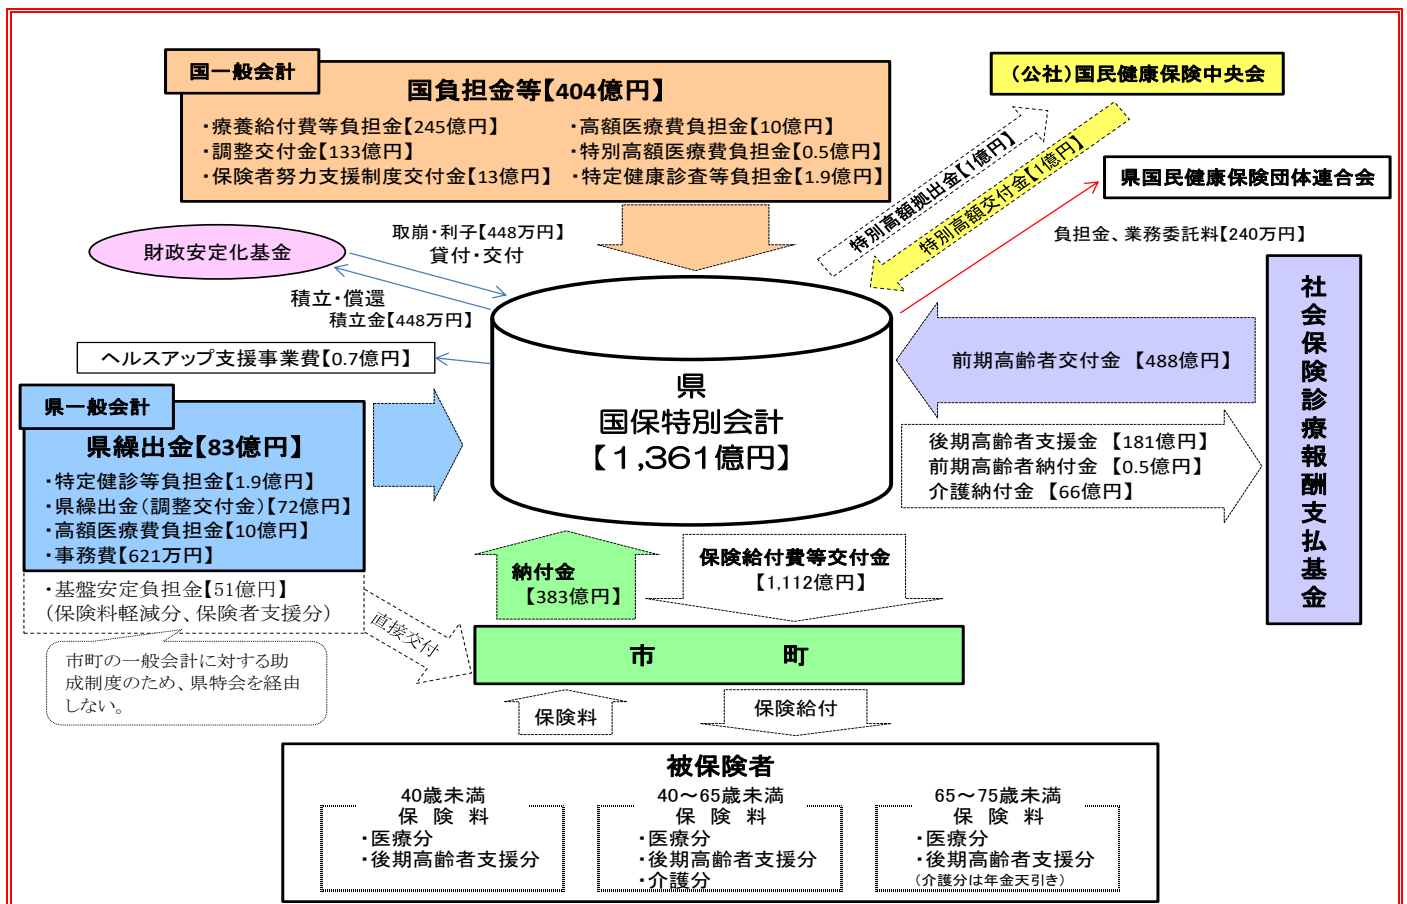 国一般会計
国負担金等【404億円】
・療養給付費等負担金【245億円】
・調整交付金【133億円】
・保険者努力支援制度交付金【13億円】
・高額医療費負担金【10億円】
・特別高額医療費負担金【0.5億円】
・特定健康診査等負担金【1.9億円】
（公社）国民健康保険中央会
特別高額拠出金【1億円】
特別高額交付金【1億円】
県国民健康保険団体連合会
負担金、業務委託料【240万円】
財政安定化基金
取崩・利子【448万円】
貸付・交付
積立・償還
積立金【448万円】
ヘルスアップ支援事業費【0.7億円】
県一般会計
県繰出金【83億円】
・特定健診等負担金【1.9億円】
・県繰出金（調整交付金）【72億円】
・高額医療費負担金【10億円】
・事務費【621万円】
・基盤安定負担金【51億円】
（保険料軽減分、保険者支援分）
直接交付
市町の一般会計に対する助
成制度のため、県特会を経由
しない。
県
国保特別会計
【1,361億円】
前期高齢者交付金 【488億円】
後期高齢者支援金 【181億円】
前期高齢者納付金 【0.5億円】
介護納付金 【66億円】
社会保険診療報酬支払基金
納付金
【383億円】
保険給付費等交付金
【1,112億円】
市 町
保険料
保険給付
被保険者
40歳未満
保 険 料
・医療分
・後期高齢者支援分
40～65歳未満
保 険 料
・医療分
・後期高齢者支援分
・介護分
65～75歳未満
保 険 料
・医療分
・後期高齢者支援分
（介護分は年金天引き）